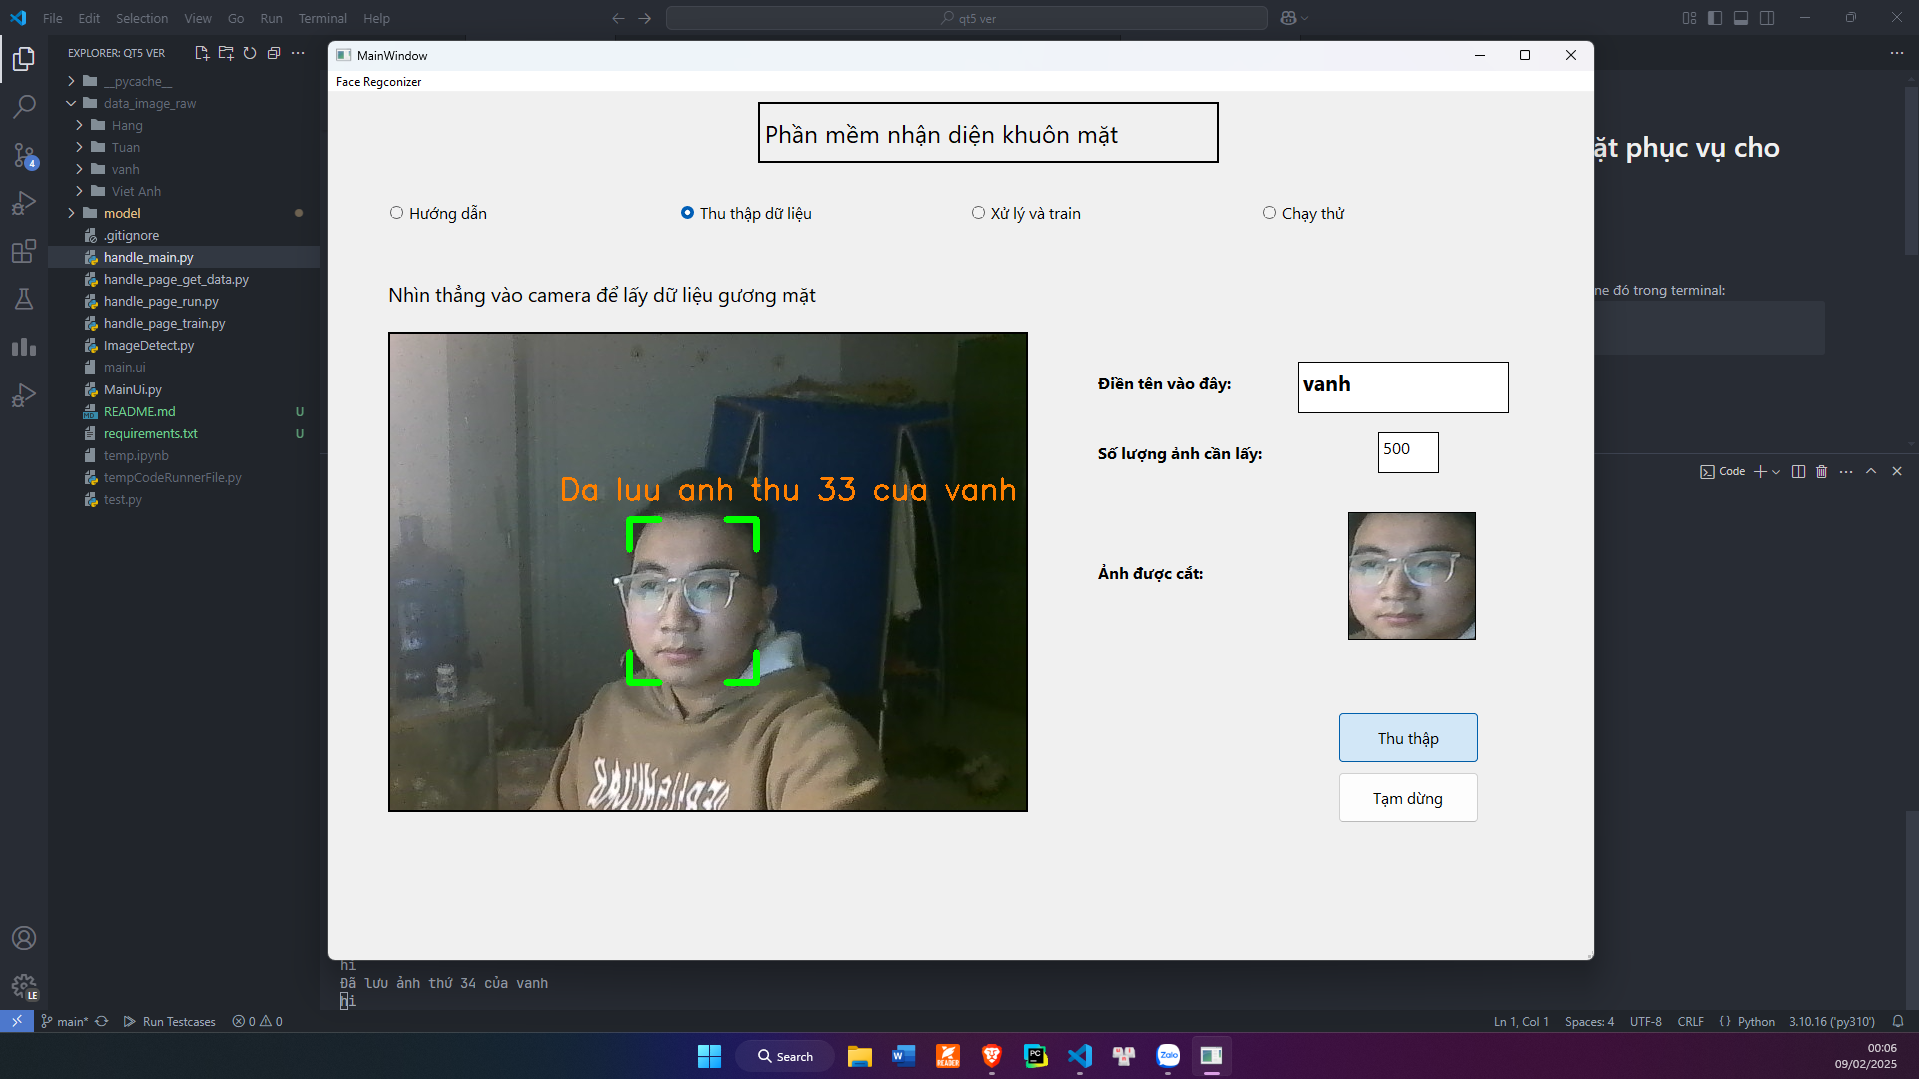 File Edit Selection View Go Run Terminal Help
qt5 ver
EXPLORER: QT5 VER
__pycache__
data_image_raw
Hang
Tuan
vanh
Viet Anh
model
.gitignore
handle_main.py
handle_page_get_data.py
handle_page_run.py
handle_page_train.py
ImageDetect.py
main.ui
MainUi.py
README.md U
requirements.txt U
temp.ipynb
tempCodeRunnerFile.py
test.py
4
LE
MainWindow
Face Regconizer
Phần mềm nhận diện khuôn mặt
Hướng dẫn Thu thập dữ liệu Xử lý và train Chạy thử
Nhìn thẳng vào camera để lấy dữ liệu gương mặt
Da luu anh thu 33 cua vanh
Điền tên vào đây: vanh
Số lượng ảnh cần lấy: 500
Ảnh được cắt:
Thu thập
Tạm dừng
ặt phục vụ cho
ne đó trong terminal:
Code
hi
Đã lưu ảnh thứ 34 của vanh
hi
main* Run Testcases 0 0 Ln 1, Col 1 Spaces: 4 UTF-8 CRLF Python 3.10.16 ('py310')
Search
READER
PC
Zalo
00:06
09/02/2025